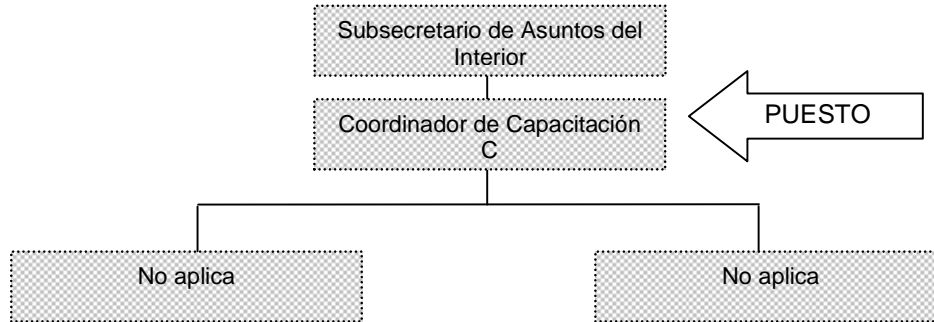 Subsecretario de Asuntos del
Interior
Coordinador de Capacitación
C
PUESTO
No aplica
No aplica